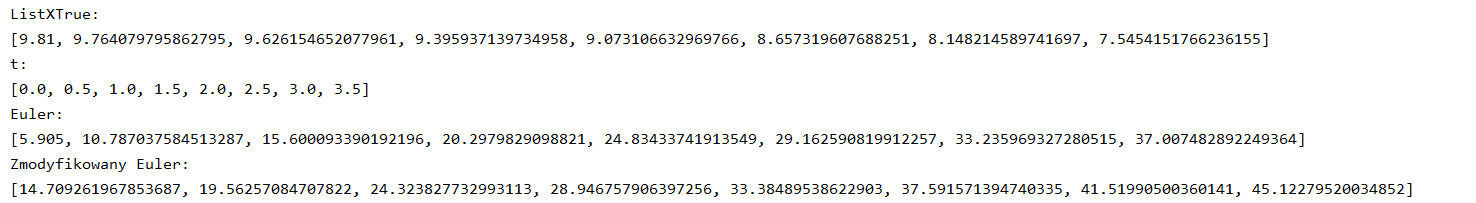 ListXTrue:
[9.81, 9.764079795862795, 9.626154652077961, 9.395937139734958, 9.073106632969766, 8.657319607688251, 8.148214589741697, 7.5454151766236155]
t:
[0.0, 0.5, 1.0, 1.5, 2.0, 2.5, 3.0, 3.5]
Euler:
[5.905, 10.787037584513287, 15.600093390192196, 20.2979829098821, 24.83433741913549, 29.162590819912257, 33.235969327280515, 37.007482892249364]
Zmodyfikowany Euler:
[14.709261967853687, 19.56257084707822, 24.323827732993113, 28.946757906397256, 33.38489538622903, 37.591571394740335, 41.51990500360141, 45.12279520034852]